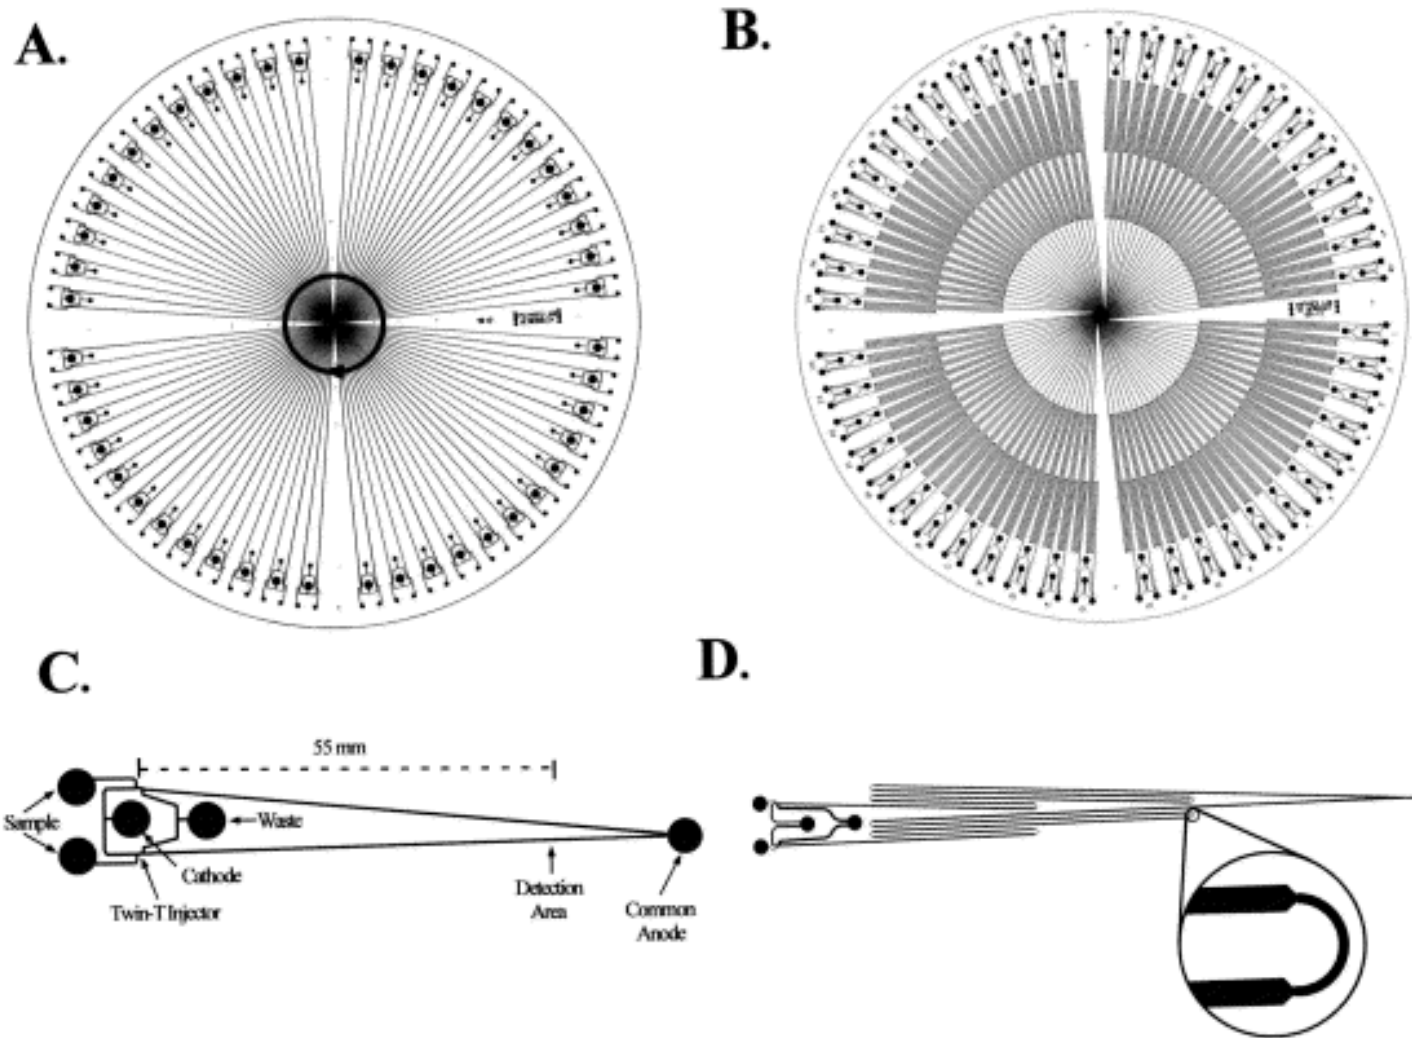 A.
B.
C.
D.
55 mm
Sample
Waste
Cathode
Twin-T Injector
Detection
Area
Common
Anode